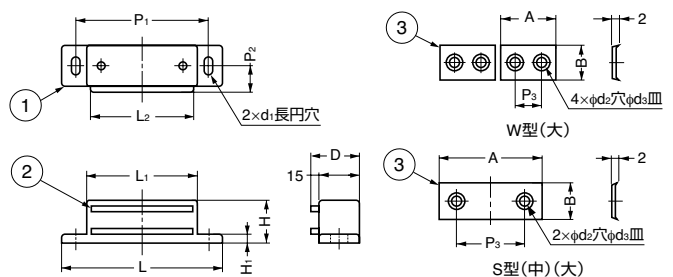 P1
P2
1
L2
2×d1長円穴
3
A
2
B
P3
4×φd2穴φd3皿
W型(大)
2
L1
D
15
H
H1
L
3
A
2
B
P3
2×φd2穴φd3皿
S型(中)(大)